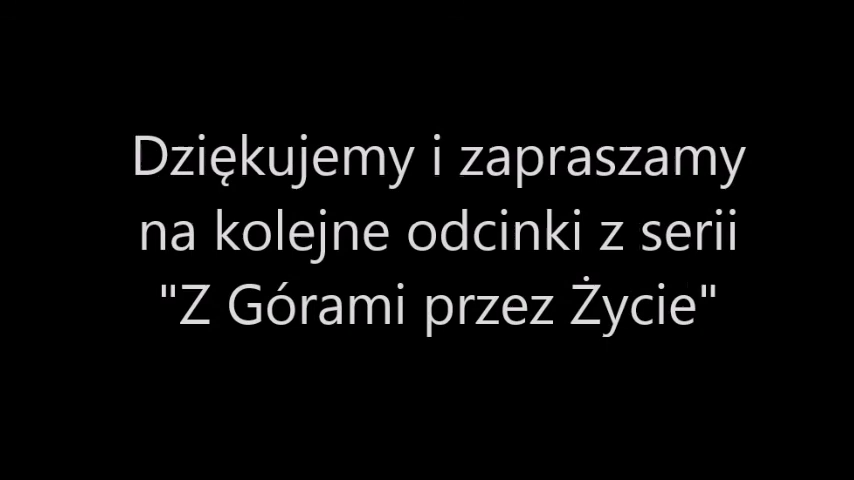 Dziękujemy i zapraszamy
na kolejne odcinki z serii
"Z Górami przez Życie"